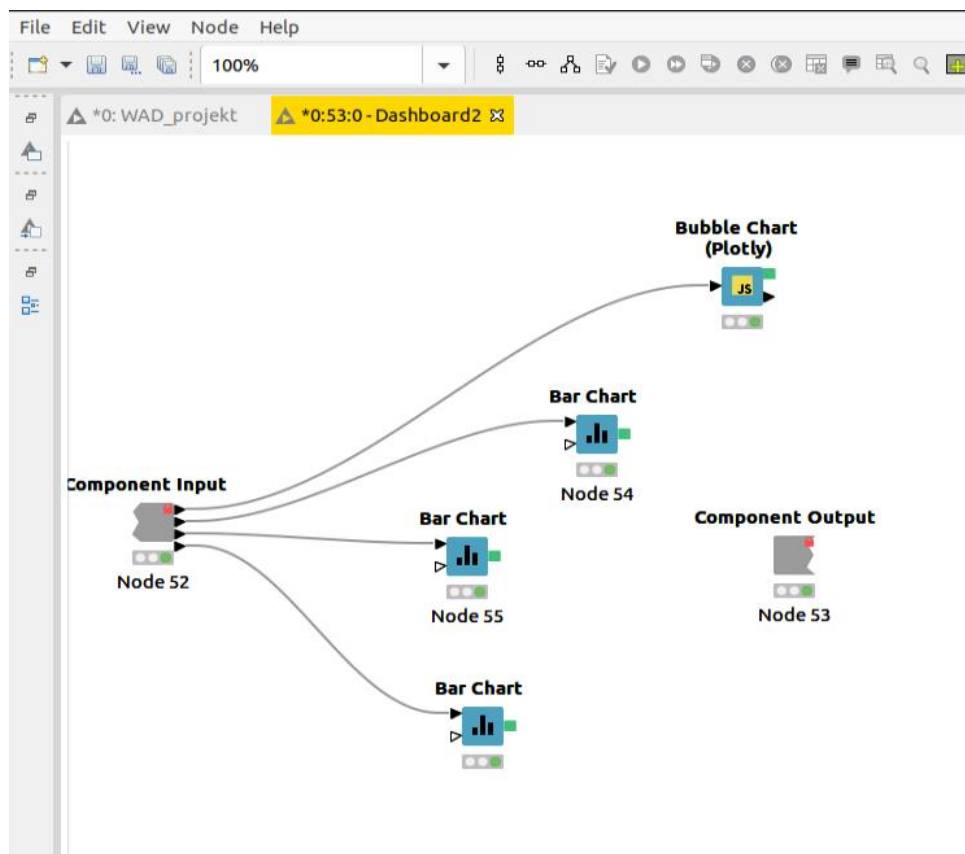 File Edit View Node Help
100%
*0: WAD_projekt
*0:53:0 - Dashboard2
Bubble Chart
(Plotly)
JS
Bar Chart
Node 54
Component Input
Node 52
Bar Chart
Node 55
Component Output
Node 53
Bar Chart